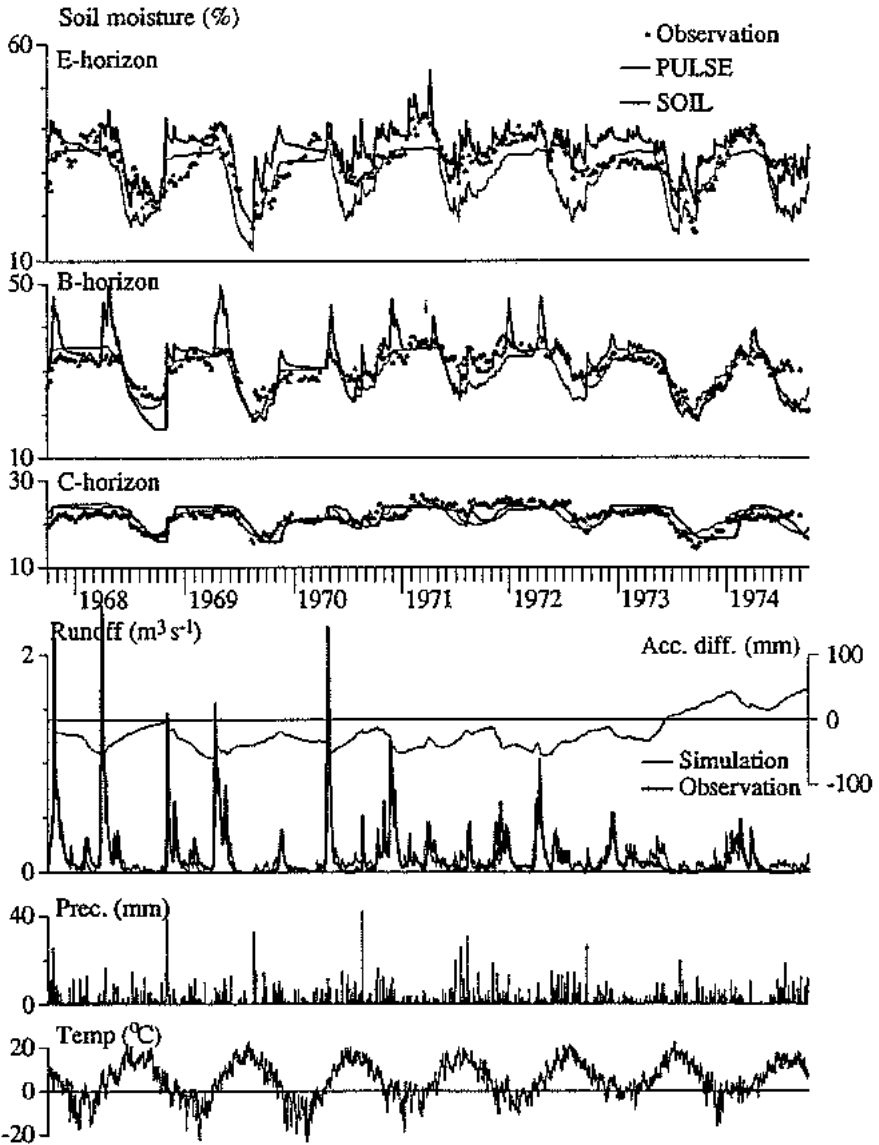 Soil moisture (%)
60
E-horizon
Observation
PULSE
SOIL
10
50
B-horizon
10
30
C-horizon
10
1968 1969 1970 1971 1972 1973 1974
Runoff (m³ s⁻¹)
2
0
Acc. diff. (mm)
100
0
-100
Simulation
Observation
40
Prec. (mm)
0
Temp (⁰C)
20
0
-20